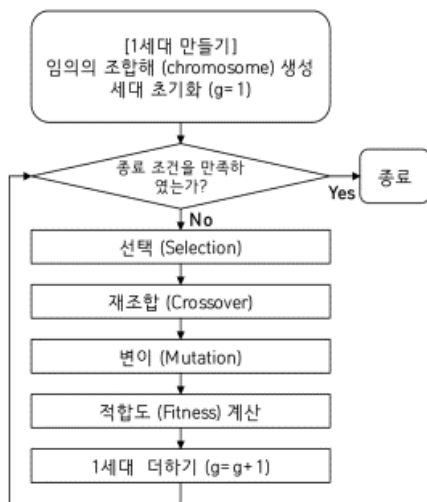 [1세대 만들기]
임의의 조합해 (chromosome) 생성
세대 초기화 (g=1)
종료 조건을 만족하
였는가?
Yes
종료
No
선택 (Selection)
재조합 (Crossover)
변이 (Mutation)
적합도 (Fitness) 계산
1세대 더하기 (g=g+1)